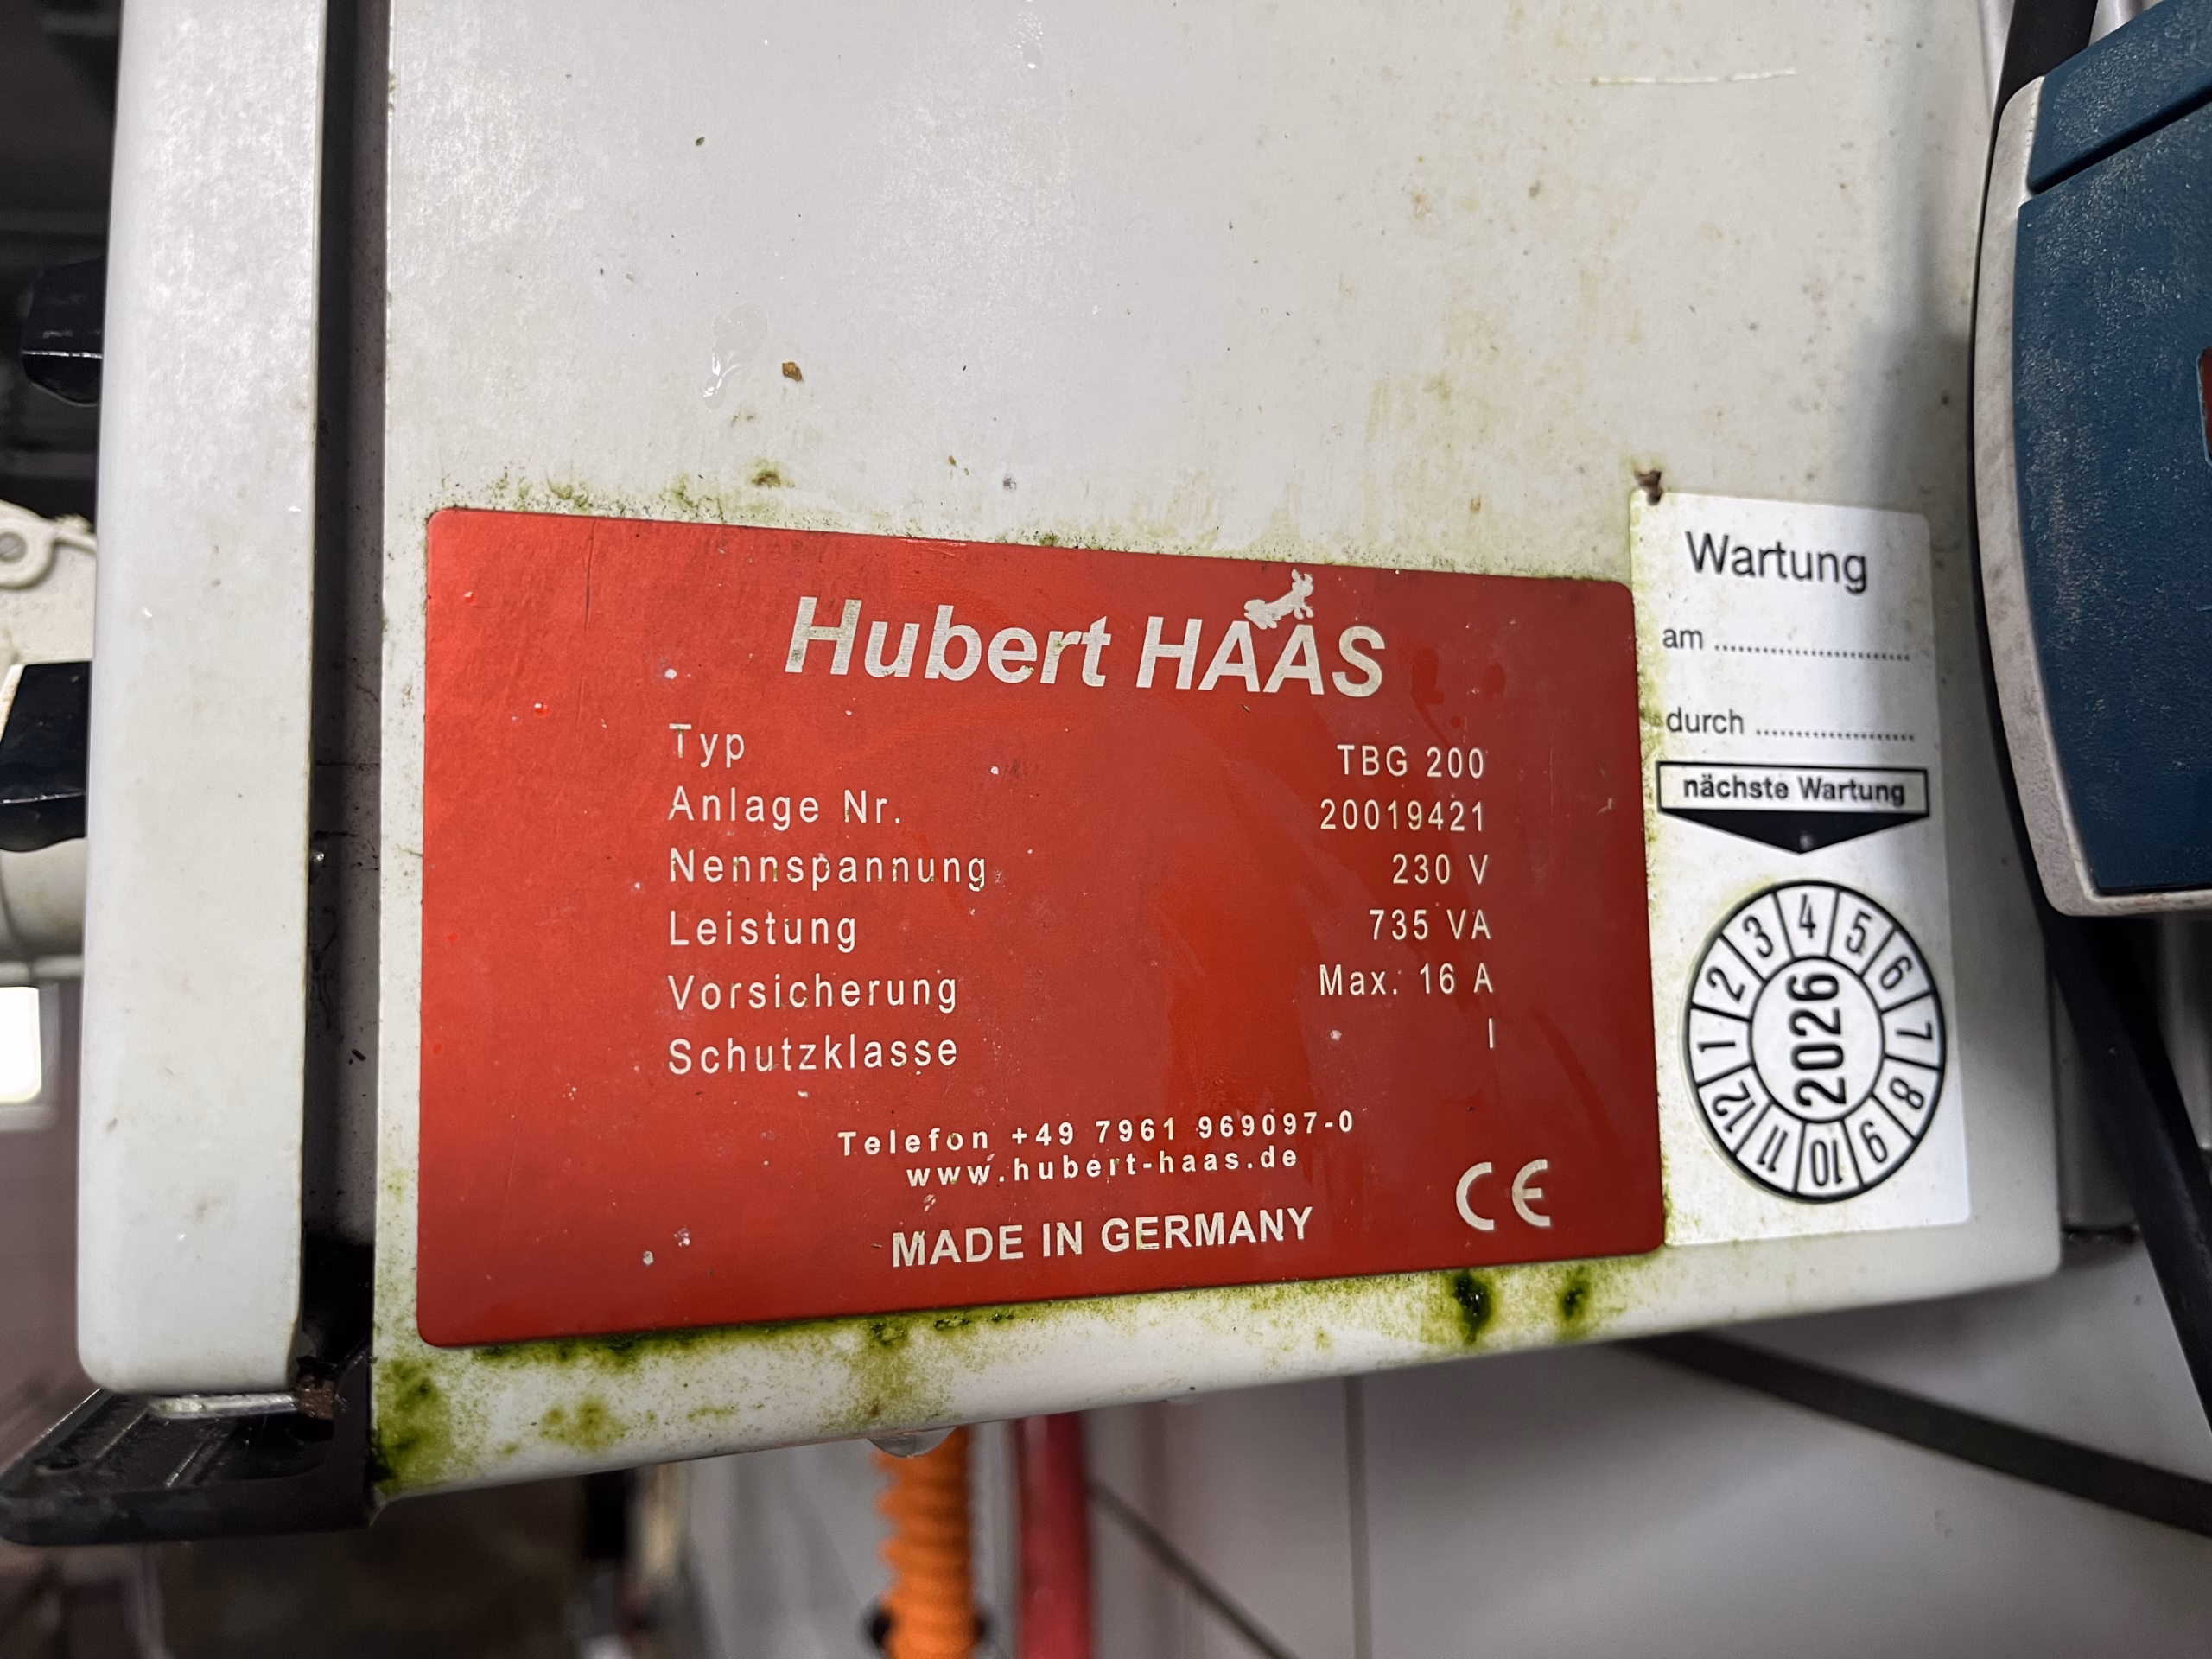 Hubert HAAS
Typ TBG 200
Anlage Nr. 20019421
Nennspannung 230 V
Leistung 735 VA
Vorsicherung Max. 16 A
Schutzklasse I
Telefon +49 7961 969097-0
www.hubert-haas.de
MADE IN GERMANY
CE
Wartung
am ........................
durch ...................
nächste Wartung
1 2 3 4 5 6 7 8 9 10 11 12
2026